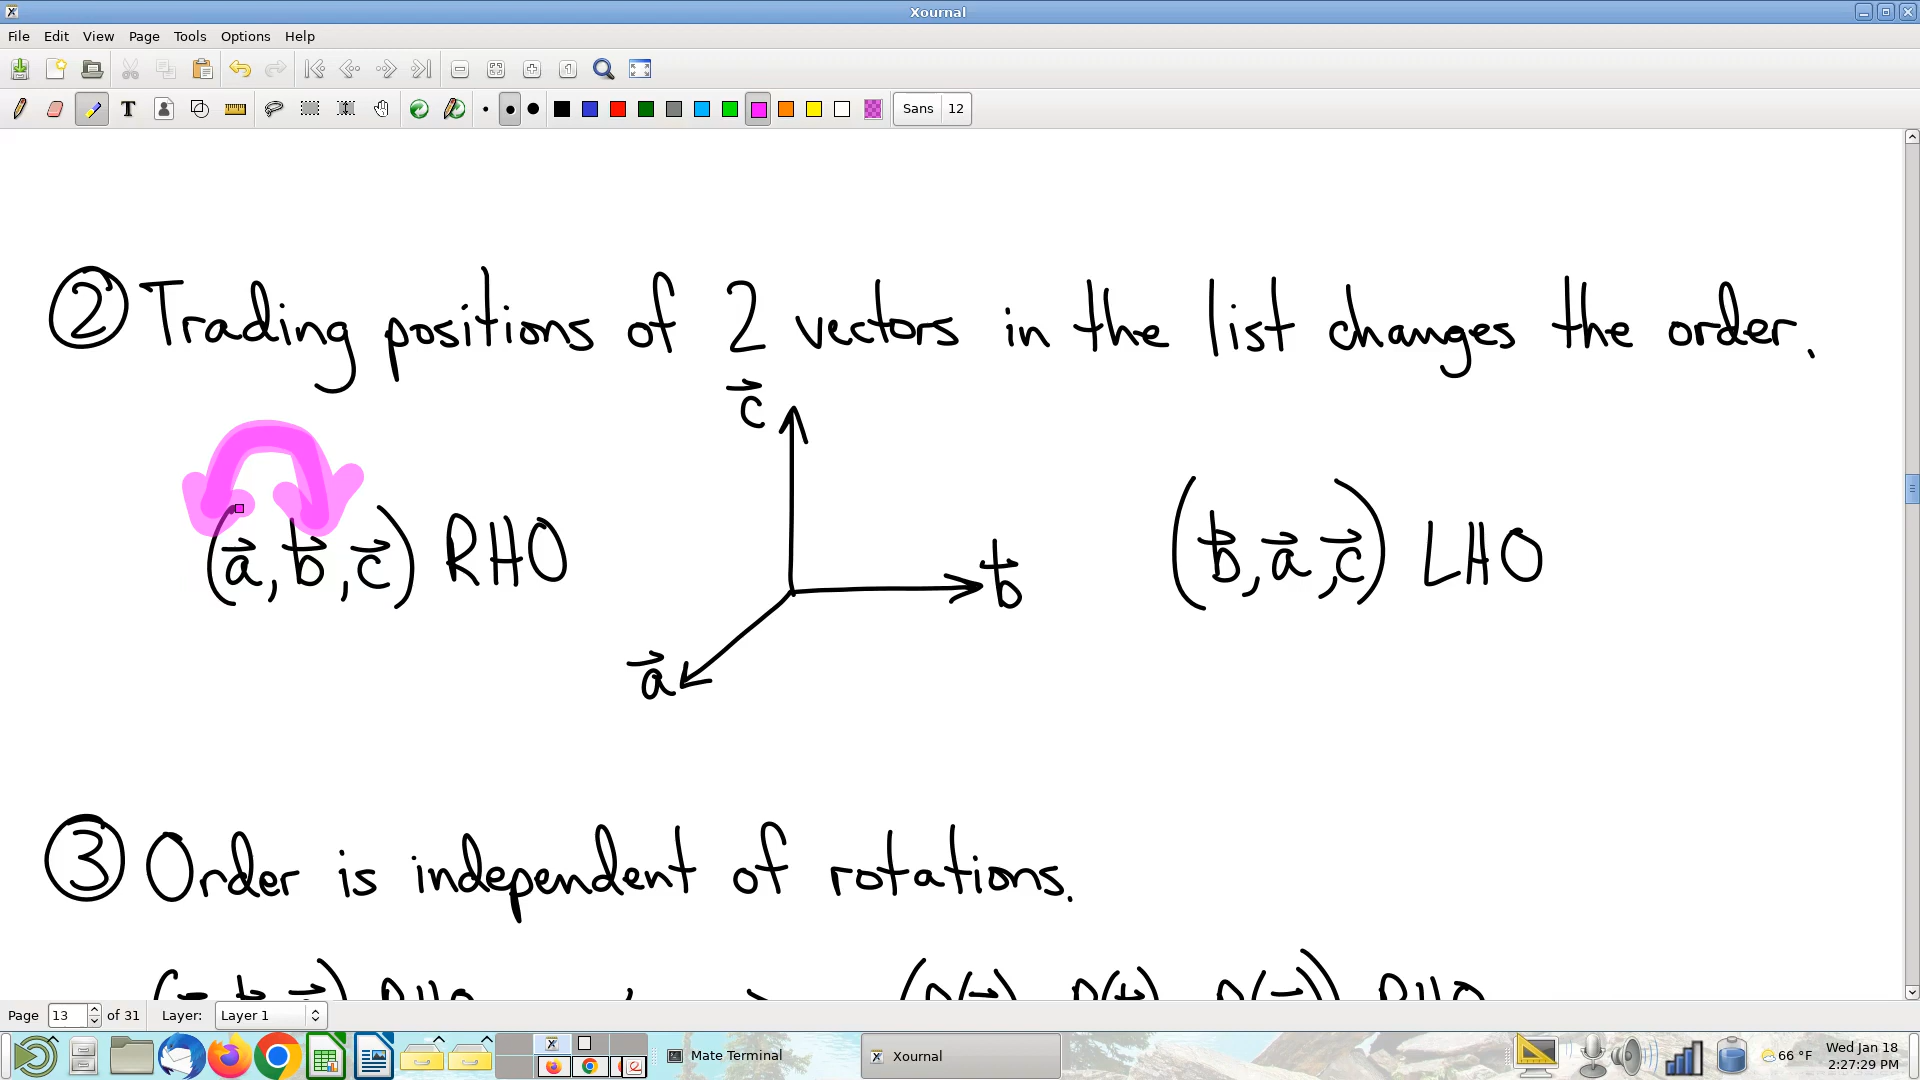 Xournal
File Edit View Page Tools Options Help
Sans 12
② Trading positions of 2 vectors in the list changes the order.
c⃗
(a⃗, b⃗, c⃗) RHO
b⃗
(b⃗, a⃗, c⃗) LHO
a⃗
③ Order is independent of rotations.
Page 13 of 31 Layer: Layer 1
Mate Terminal
Xournal
66 °F
Wed Jan 18
2:27:29 PM